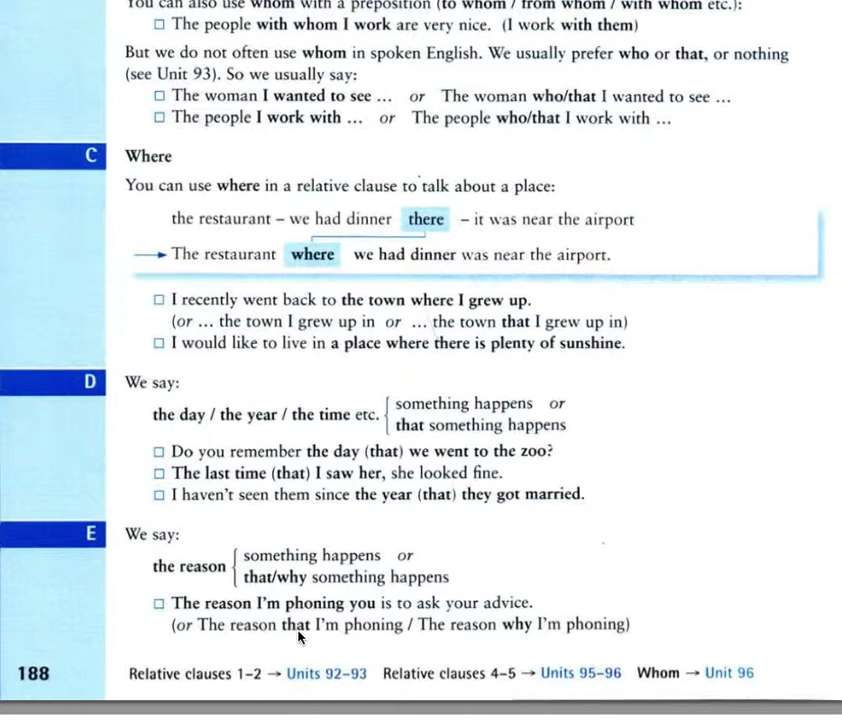 You can also use whom with a preposition (to whom / from whom / with whom etc.):
□ The people with whom I work are very nice. (I work with them)
But we do not often use whom in spoken English. We usually prefer who or that, or nothing
(see Unit 93). So we usually say:
□ The woman I wanted to see ... or The woman who/that I wanted to see ...
□ The people I work with ... or The people who/that I work with ...
C Where
You can use where in a relative clause to talk about a place:
the restaurant – we had dinner there – it was near the airport
→ The restaurant where we had dinner was near the airport.
□ I recently went back to the town where I grew up.
(or ... the town I grew up in or ... the town that I grew up in)
□ I would like to live in a place where there is plenty of sunshine.
D We say:
the day / the year / the time etc. { something happens or
that something happens
□ Do you remember the day (that) we went to the zoo?
□ The last time (that) I saw her, she looked fine.
□ I haven't seen them since the year (that) they got married.
E We say:
the reason { something happens or
that/why something happens
□ The reason I'm phoning you is to ask your advice.
(or The reason that I'm phoning / The reason why I'm phoning)
188 Relative clauses 1–2 → Units 92–93 Relative clauses 4–5 → Units 95–96 Whom → Unit 96